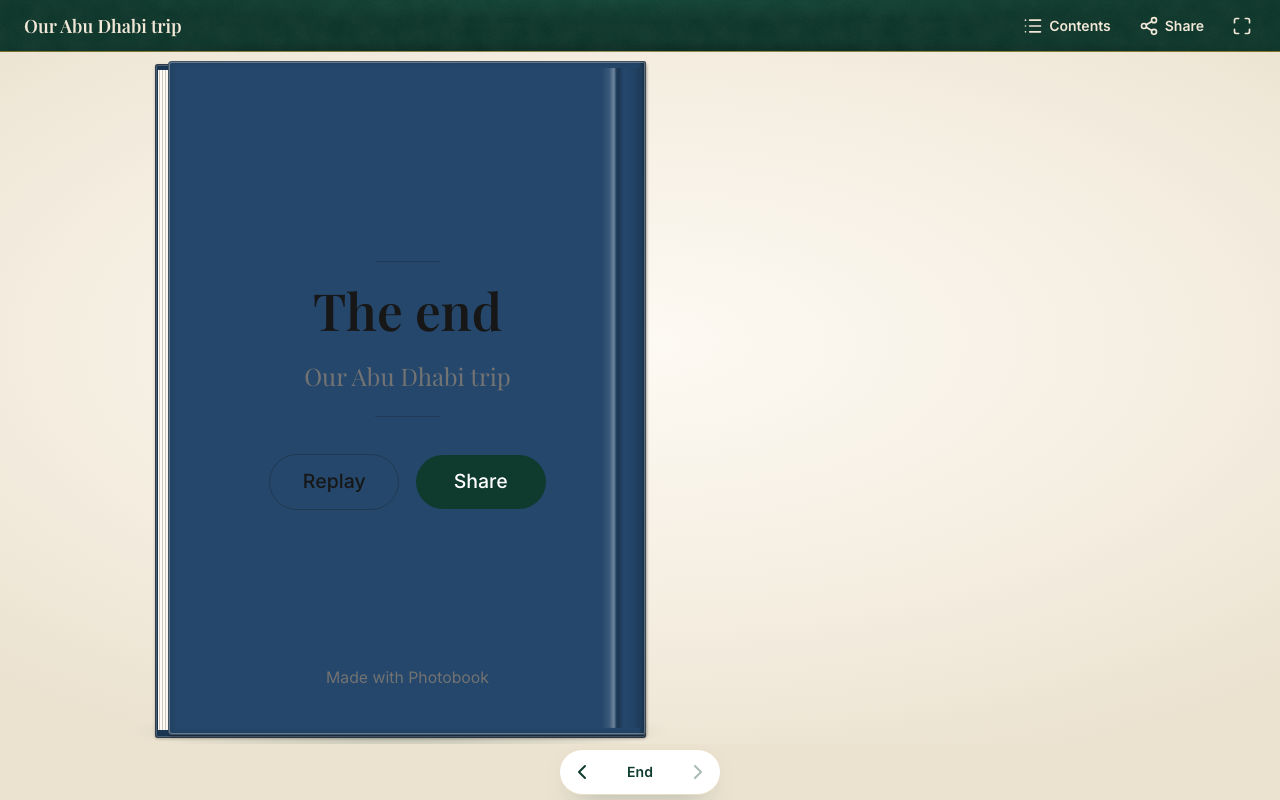 Our Abu Dhabi trip
Contents
Share
The end
Our Abu Dhabi trip
Replay
Share
Made with Photobook
End